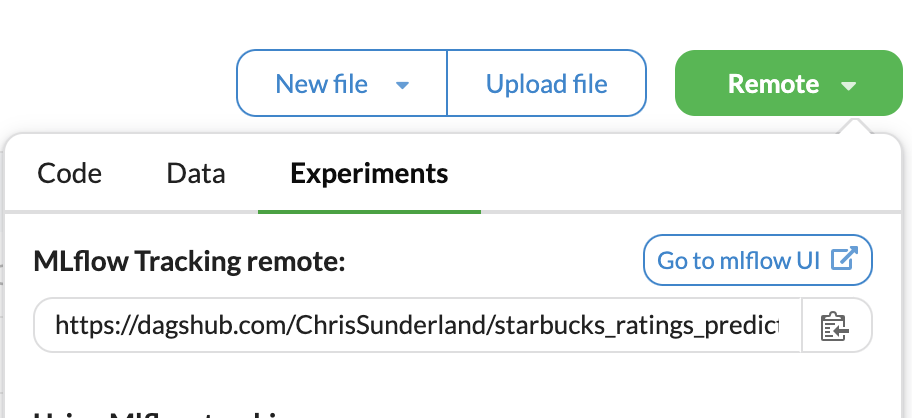 New file Upload file Remote
Code Data Experiments
MLflow Tracking remote: Go to mlflow UI
https://dagshub.com/ChrisSunderland/starbucks_ratings_predict